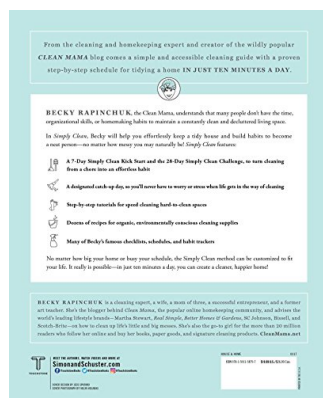 From the cleaning and homekeeping expert and creator of the wildly popular
CLEAN MAMA blog comes a simple and accessible cleaning guide with a proven
step-by-step schedule for tidying a home IN JUST TEN MINUTES A DAY.
BECKY RAPINCHUK, the Clean Mama, understands that many people don't have the time,
organizational skills, or homemaking habits to maintain a constantly clean and decluttered living space.
In Simply Clean, Becky will help you effortlessly keep a tidy house and build habits to become
a neat person—no matter how messy you may naturally be! Simply Clean features:
A 7-Day Simply Clean Kick Start and the 28-Day Simply Clean Challenge, to turn cleaning
from a chore into an effortless habit
A designated catch-up day, so you'll never have to worry or stress when life gets in the way of cleaning
Step-by-step tutorials for speed cleaning hard-to-clean spaces
Dozens of recipes for organic, environmentally conscious cleaning supplies
Many of Becky's famous checklists, schedules, and habit trackers
No matter how big your home or busy your schedule, the Simply Clean method can be customized to fit
your life. It really is possible—in just ten minutes a day, you can create a cleaner, happier home!
BECKY RAPINCHUK is a cleaning expert, a wife, a mom of three, a successful entrepreneur, and a former
art teacher. She's the blogger behind Clean Mama, the popular online homekeeping community, and advises the
world's leading lifestyle brands—Martha Stewart, Real Simple, Better Homes & Gardens, SC Johnson, Bissell, and
Scotch-Brite—on how to clean up life's little and big messes. She's also the go-to girl for the more than 20 million
readers who follow her online and buy her books, paper goods, and signature cleaning products. CleanMama.net
MEET THE AUTHORS, WATCH VIDEOS AND MORE AT
SimonandSchuster.com